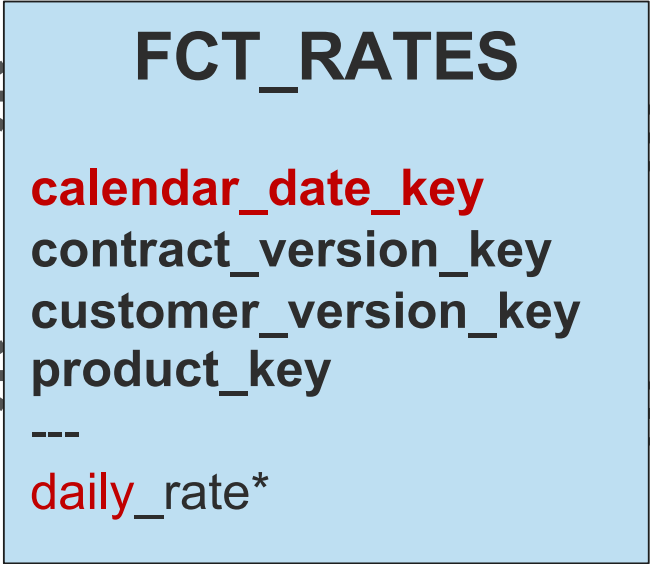 FCT_RATES
calendar_date_key
contract_version_key
customer_version_key
product_key
---
daily_rate*